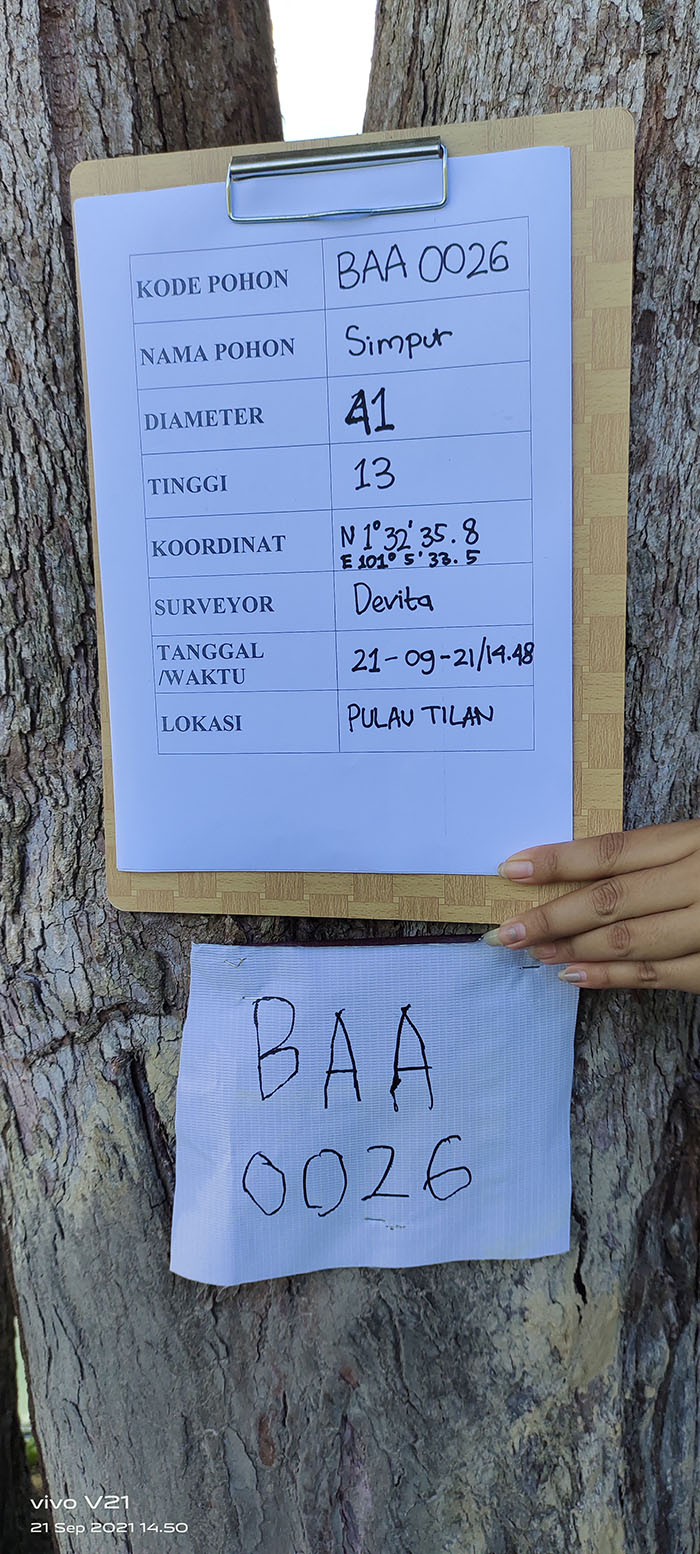 KODE POHON BAA 0026
NAMA POHON Simpur
DIAMETER 41
TINGGI 13
KOORDINAT N 1° 32' 35.8
E 101° 5' 33.5
SURVEYOR Devita
TANGGAL
/WAKTU 21-09-21/14.48
LOKASI PULAU TILAN
BAA
0026
vivo V21
21 Sep 2021 14.50